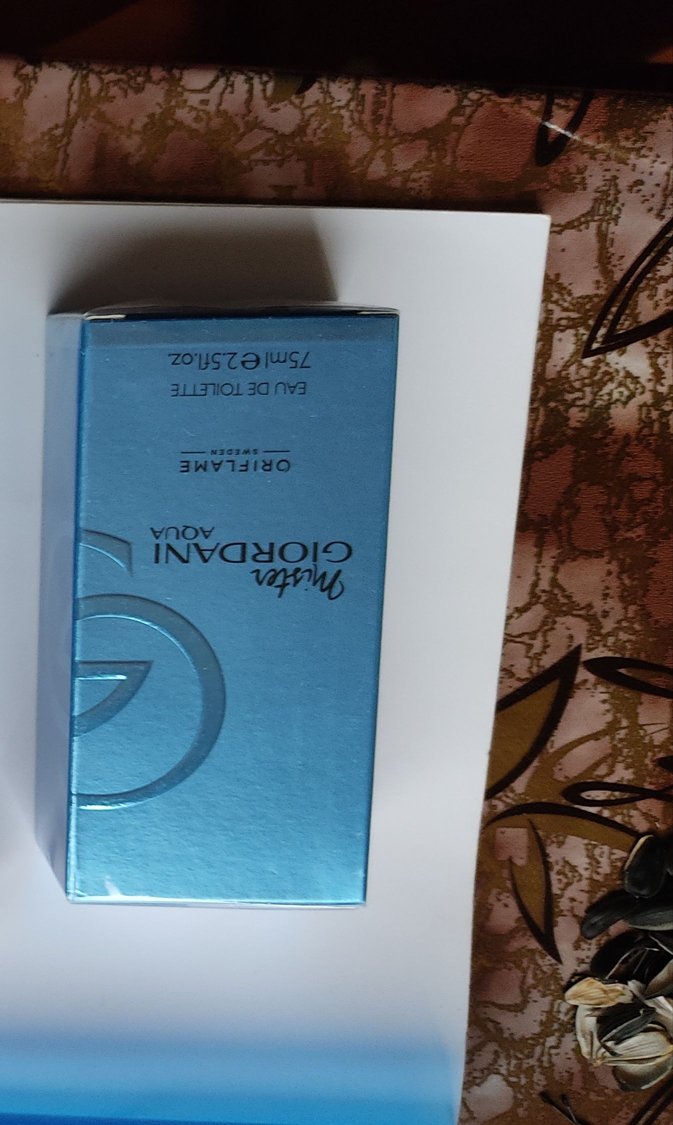 Mister
GIORDANI
AQUA
ORIFLAME
SWEDEN
EAU DE TOILETTE
75ml ℮ 2.5fl.oz.